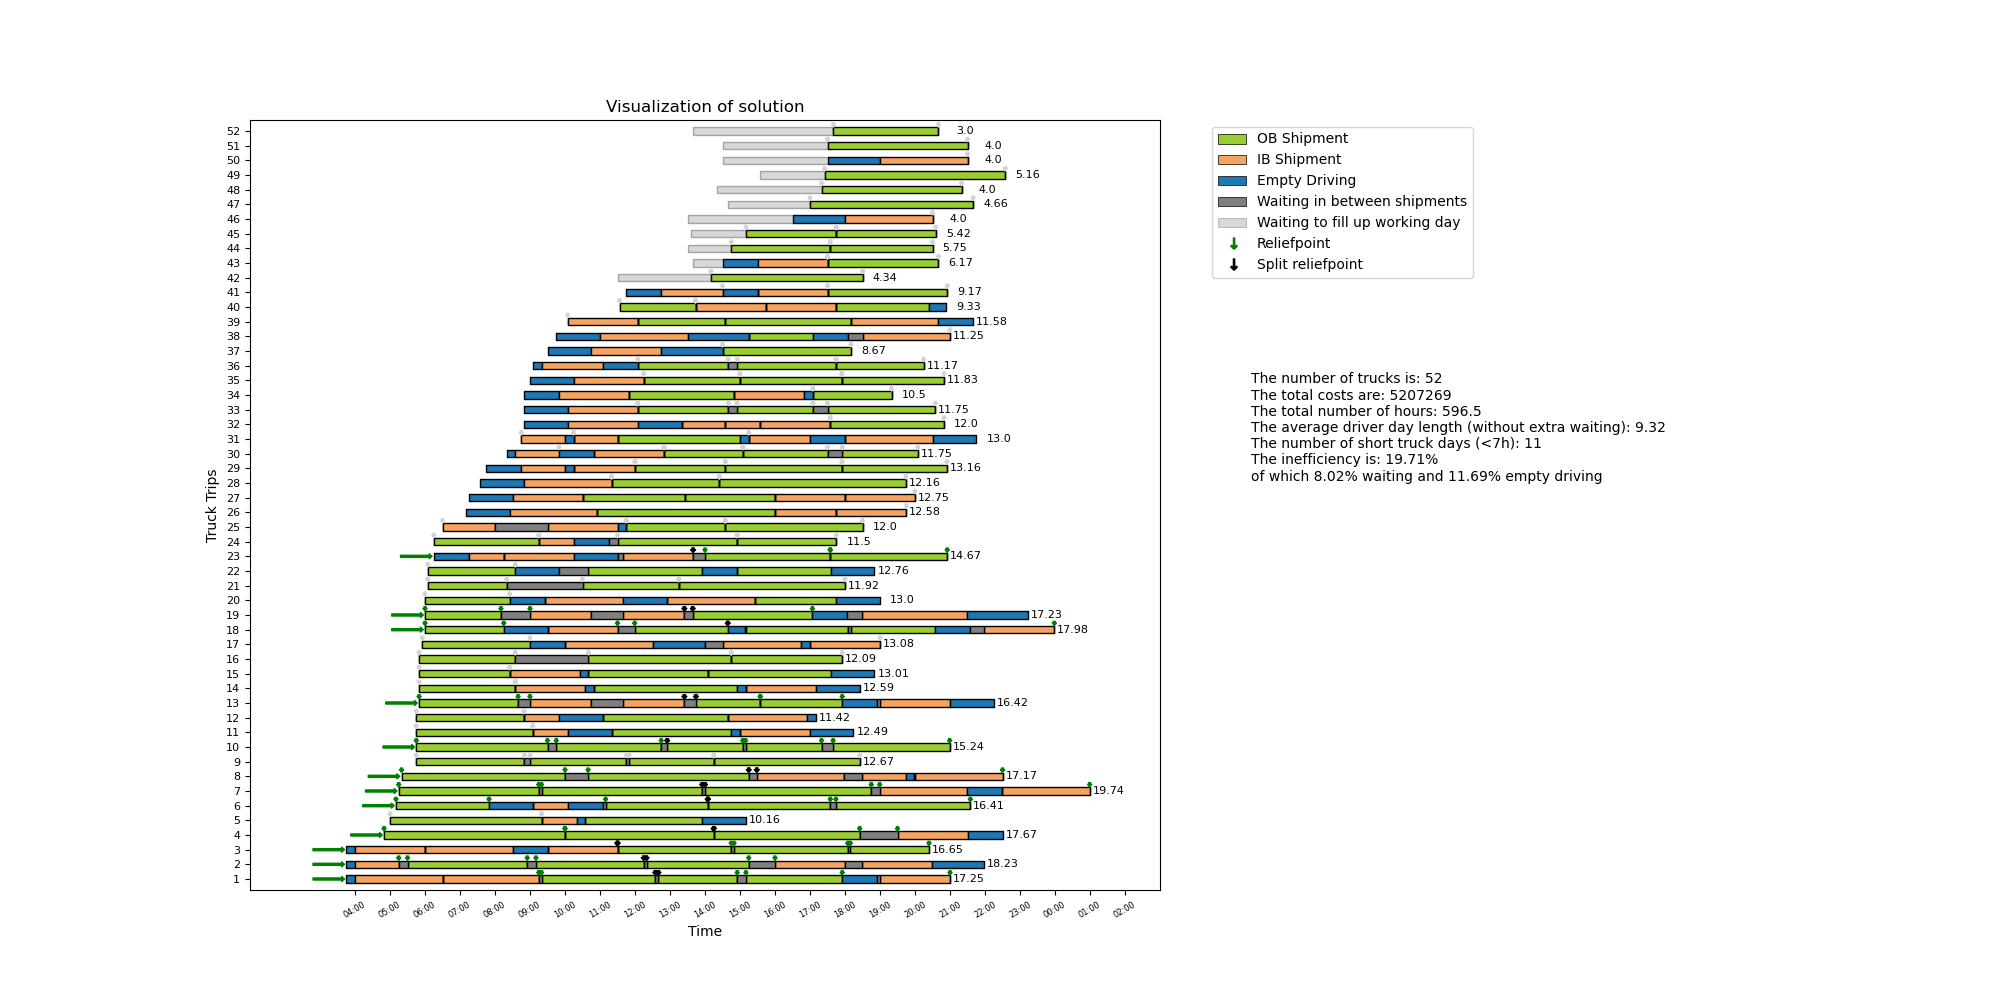 Visualization of solution
52 3.0
51 4.0
50 4.0
49 5.16
48 4.0
47 4.66
46 4.0
45 5.42
44 5.75
43 6.17
42 4.34
41 9.17
40 9.33
39 11.58
38 11.25
37 8.67
36 11.17
35 11.83
34 10.5
33 11.75
32 12.0
31 13.0
30 11.75
29 13.16
28 12.16
27 12.75
26 12.58
25 12.0
24 11.5
23 14.67
22 12.76
21 11.92
20 13.0
19 17.23
18 17.98
17 13.08
16 12.09
15 13.01
14 12.59
13 16.42
12 11.42
11 12.49
10 15.24
9 12.67
8 17.17
7 19.74
6 16.41
5 10.16
4 17.67
3 16.65
2 18.23
1 17.25
Truck Trips
04:00 05:00 06:00 07:00 08:00 09:00 10:00 11:00 12:00 13:00 14:00 15:00 16:00 17:00 18:00 19:00 20:00 21:00 22:00 23:00 00:00 01:00 02:00
Time
OB Shipment
IB Shipment
Empty Driving
Waiting in between shipments
Waiting to fill up working day
Reliefpoint
Split reliefpoint
The number of trucks is: 52
The total costs are: 5207269
The total number of hours: 596.5
The average driver day length (without extra waiting): 9.32
The number of short truck days (<7h): 11
The inefficiency is: 19.71%
of which 8.02% waiting and 11.69% empty driving